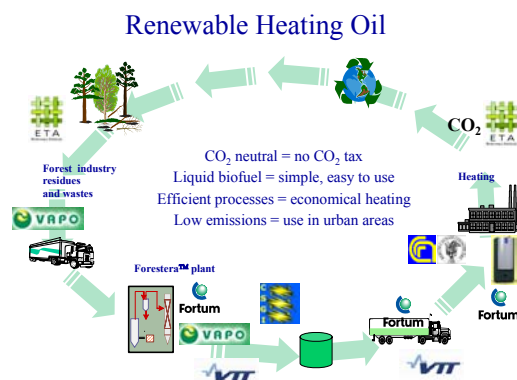 Renewable Heating Oil
ETA
CO2
ETA
CO2 neutral = no CO2 tax
Liquid biofuel = simple, easy to use
Efficient processes = economical heating
Low emissions = use in urban areas
Forest industry
residues
and wastes
Heating
VAPO
Forestera™ plant
Fortum
VAPO
Fortum
Fortum
Fortum
VTT
VTT